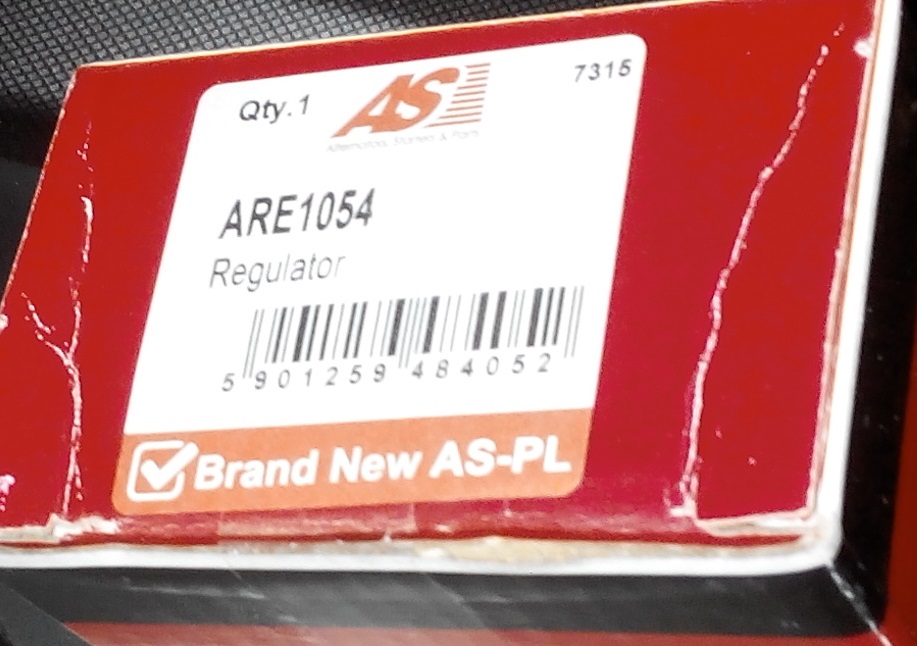 Qty.1
AS
7315
Alternators, Starters & Parts
ARE1054
Regulator
5 901259 484052
Brand New AS-PL